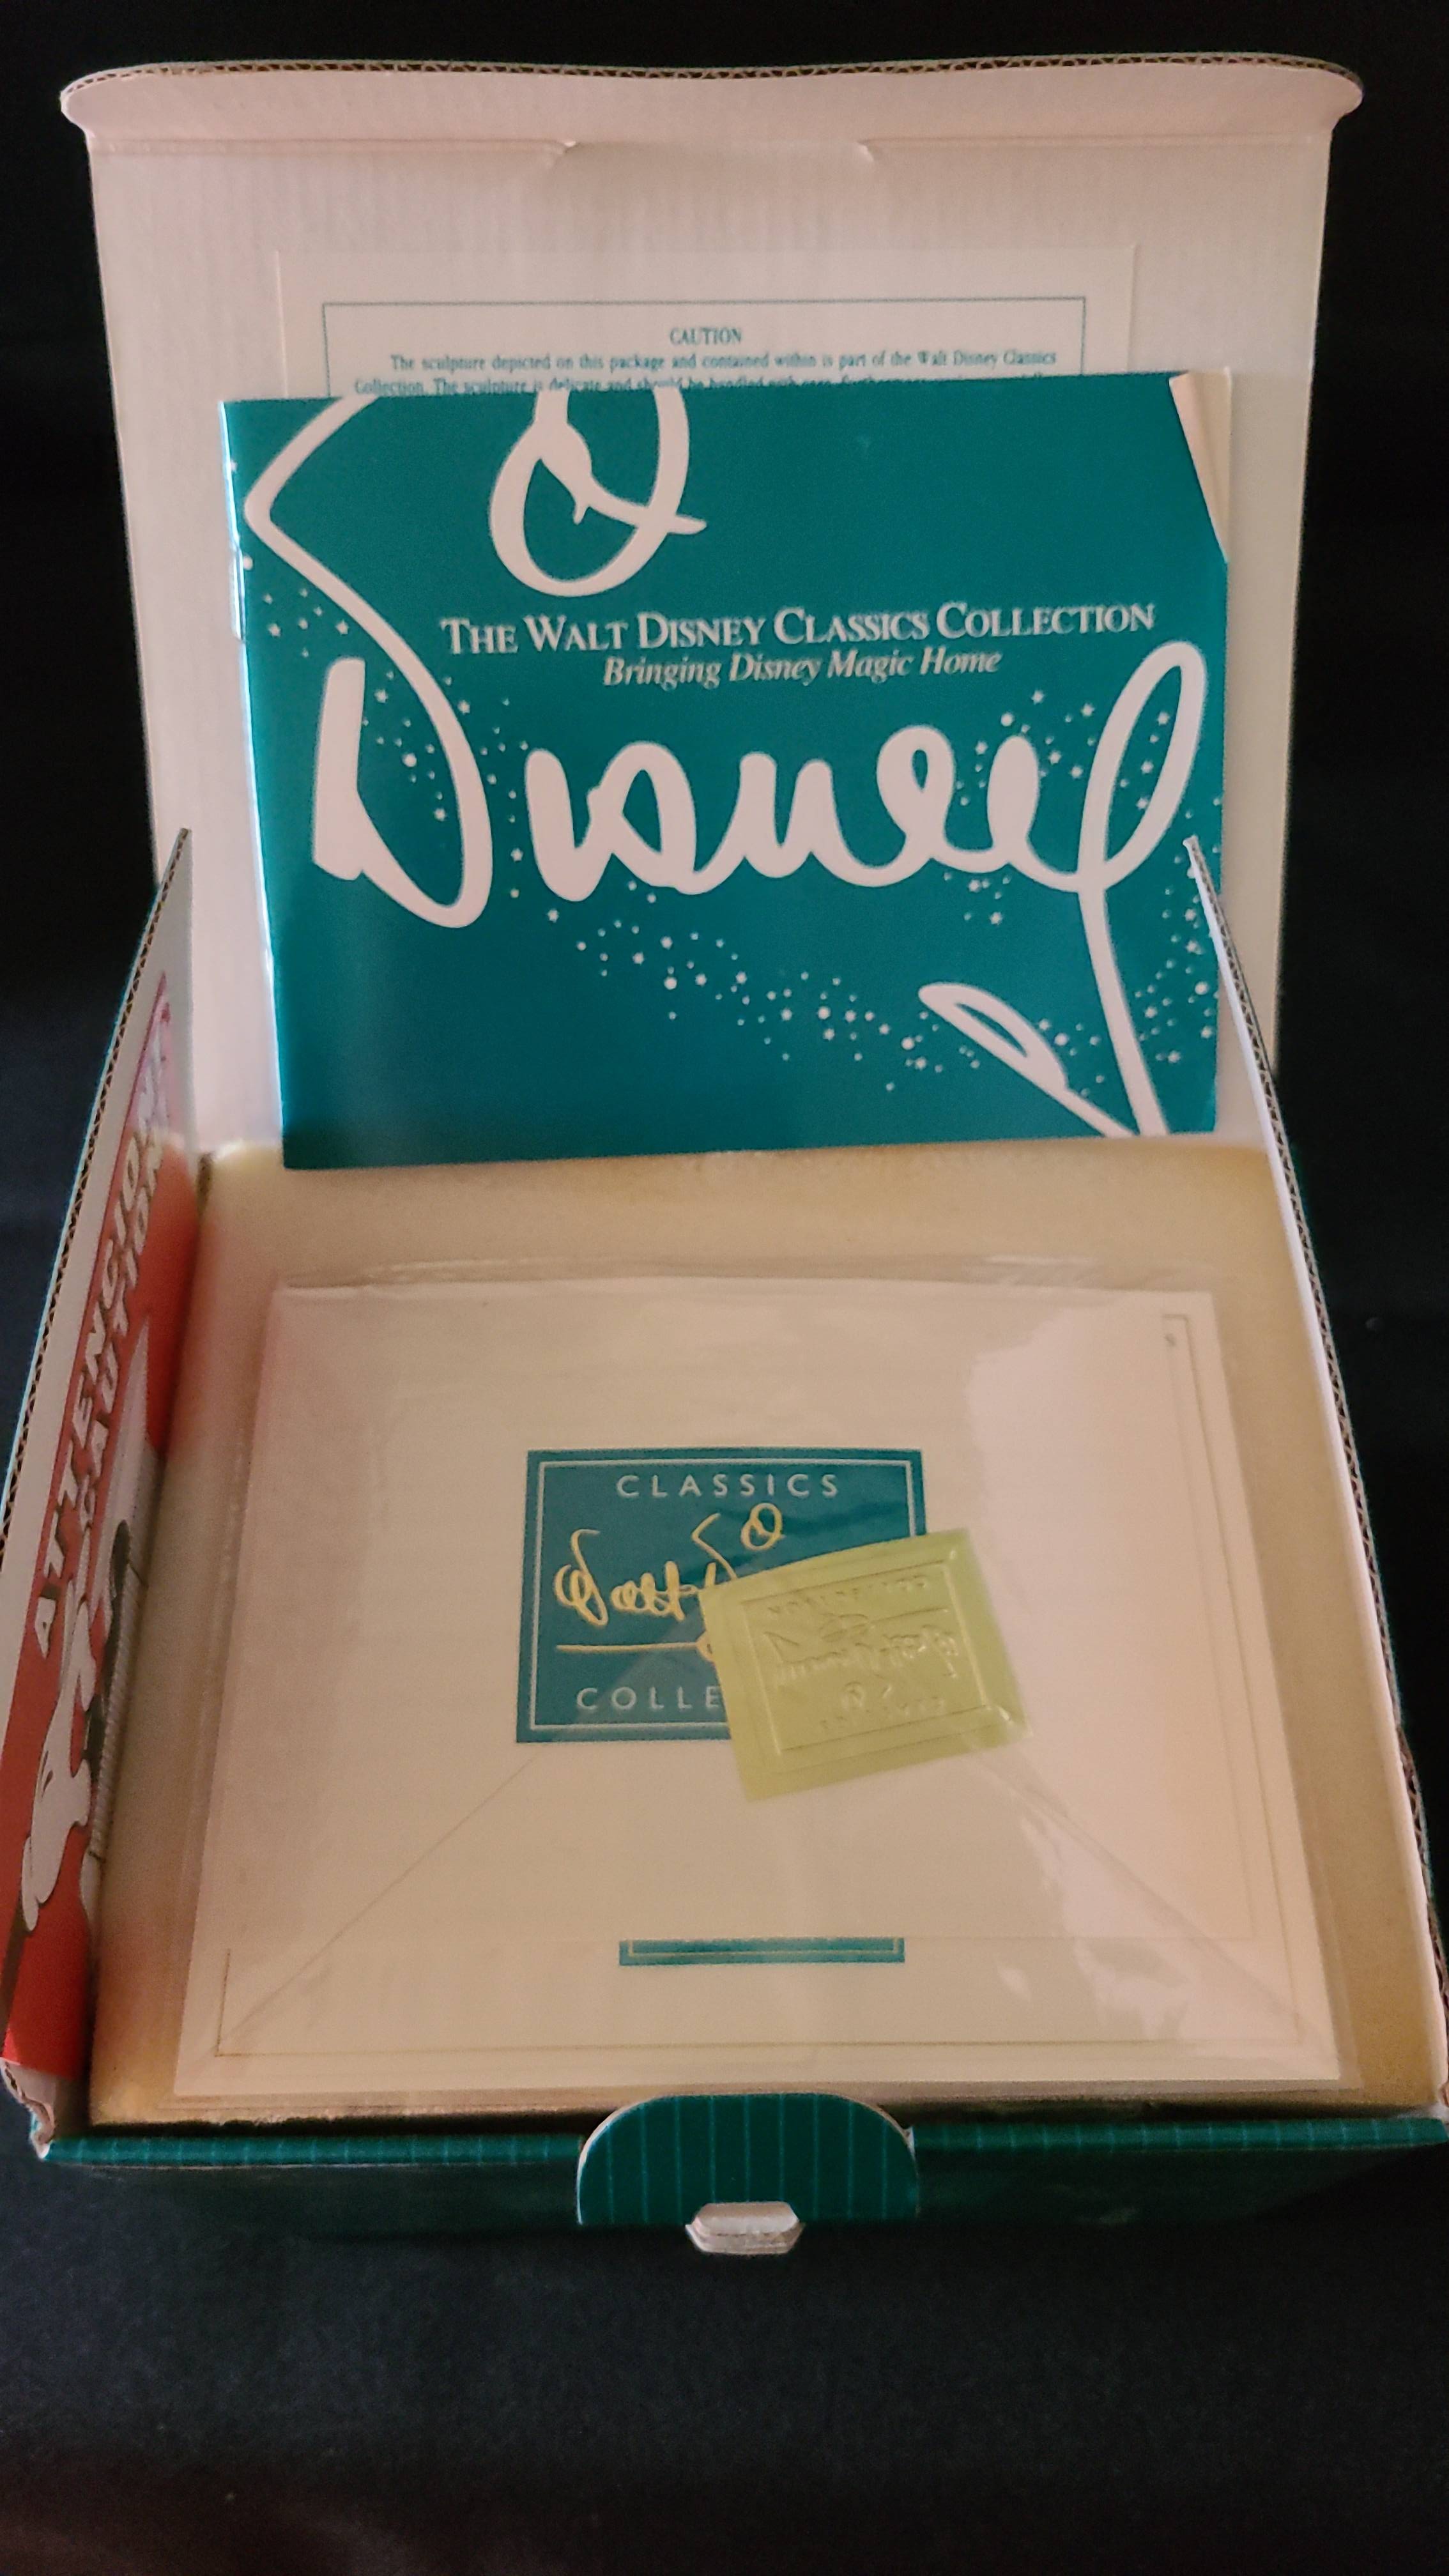 CAUTION
The sculpture depicted on this package and contained within is part of the Walt Disney Classics
Collection. The sculpture is delicate and should be handled with care.
THE WALT DISNEY CLASSICS COLLECTION
Bringing Disney Magic Home
Disney
ATTENCIÓN
CAUTION
CLASSICS
Walt
COLLE